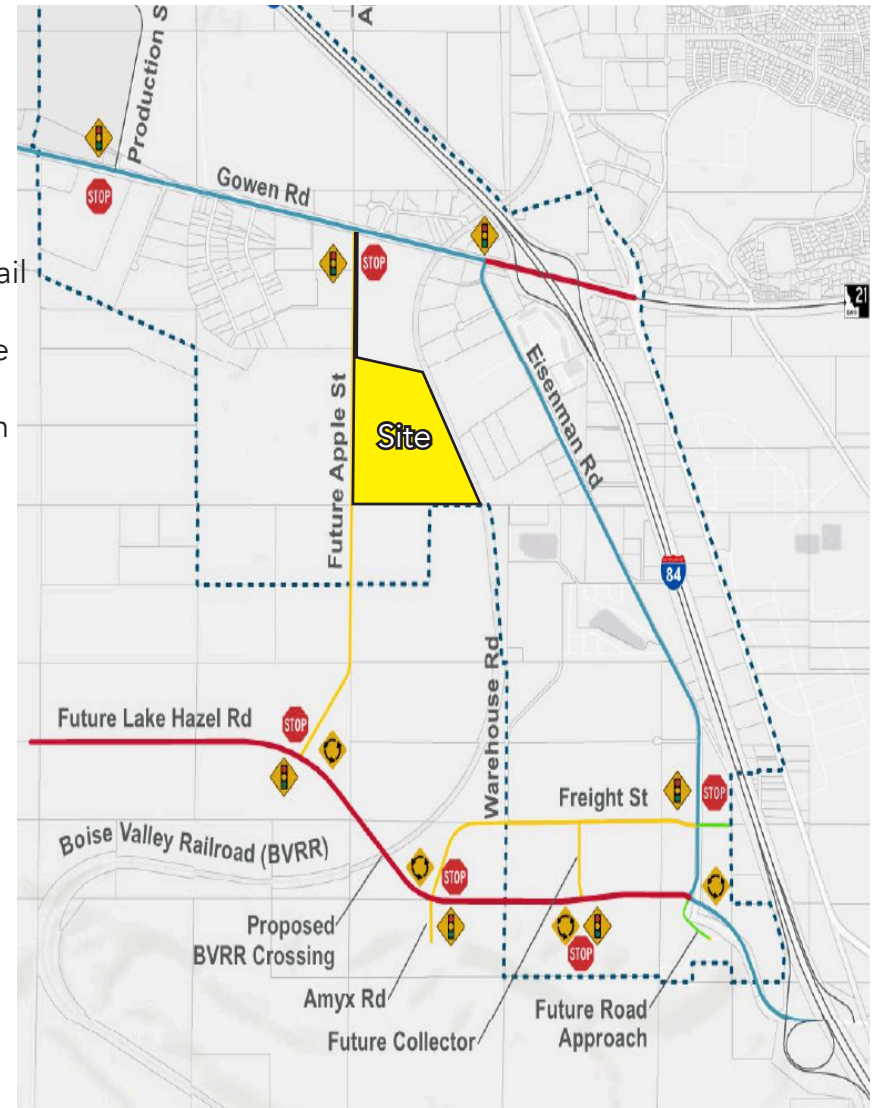 Production S
A
Gowen Rd
STOP
STOP
ail
e
n
21
Future Apple St
Site
Eisenman Rd
84
Warehouse Rd
Future Lake Hazel Rd
STOP
Freight St
STOP
Boise Valley Railroad (BVRR)
STOP
Proposed
BVRR Crossing
STOP
Amyx Rd
Future Collector
Future Road
Approach